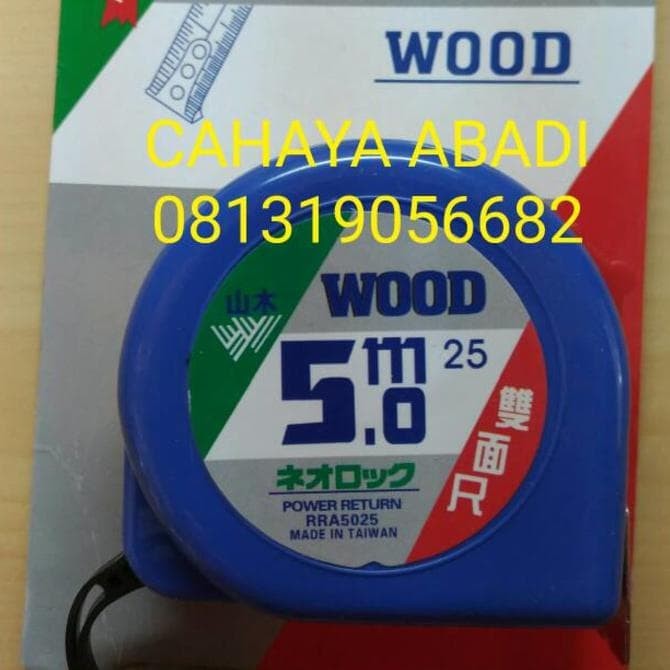 WOOD
CAHAYA ABADI
081319056682
山木
WOOD
5.0m
25
雙面尺
ネオロック
POWER RETURN
RRA5025
MADE IN TAIWAN